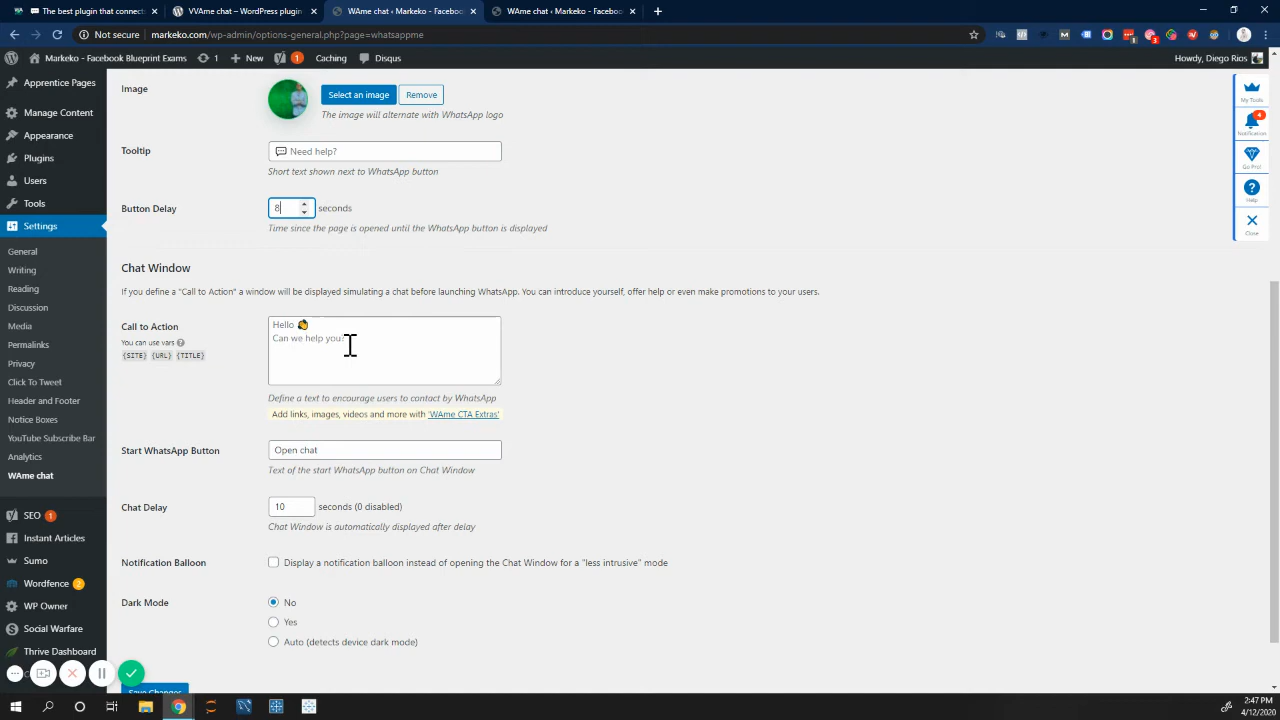 The best plugin that connect
VVAme chat – WordPress plugin
WAme chat ‹ Markeko - Facebook
WAme chat ‹ Markeko - Facebook
Not secure
markeko.com/wp-admin/options-general.php?page=whatsappme
Markeko - Facebook Blueprint Exams
1
New
1
Caching
Disqus
Howdy, Diego Rios
Apprentice Pages
Manage Content
Appearance
Plugins
Users
Tools
Settings
General
Writing
Reading
Discussion
Media
Permalinks
Privacy
Click To Tweet
Header and Footer
Notice Boxes
YouTube Subscribe Bar
Analytics
WAme chat
SEO 1
Instant Articles
Sumo
Wordfence 2
WP Owner
Social Warfare
Thrive Dashboard
Image
Select an image
Remove
The image will alternate with WhatsApp logo
Tooltip
💬 Need help?
Short text shown next to WhatsApp button
Button Delay
8
seconds
Time since the page is opened until the WhatsApp button is displayed
Chat Window
If you define a "Call to Action" a window will be displayed simulating a chat before launching WhatsApp. You can introduce yourself, offer help or even make promotions to your users.
Call to Action
You can use vars
{SITE} {URL} {TITLE}
Hello 👋
Can we help you?
Define a text to encourage users to contact by WhatsApp
Add links, images, videos and more with 'WAme CTA Extras'
Start WhatsApp Button
Open chat
Text of the start WhatsApp button on Chat Window
Chat Delay
10
seconds (0 disabled)
Chat Window is automatically displayed after delay
Notification Balloon
Display a notification balloon instead of opening the Chat Window for a "less intrusive" mode
Dark Mode
No
Yes
Auto (detects device dark mode)
Save Changes
My Tools
4
Notification
Go Pro!
Help
Close
2:47 PM
4/12/2020